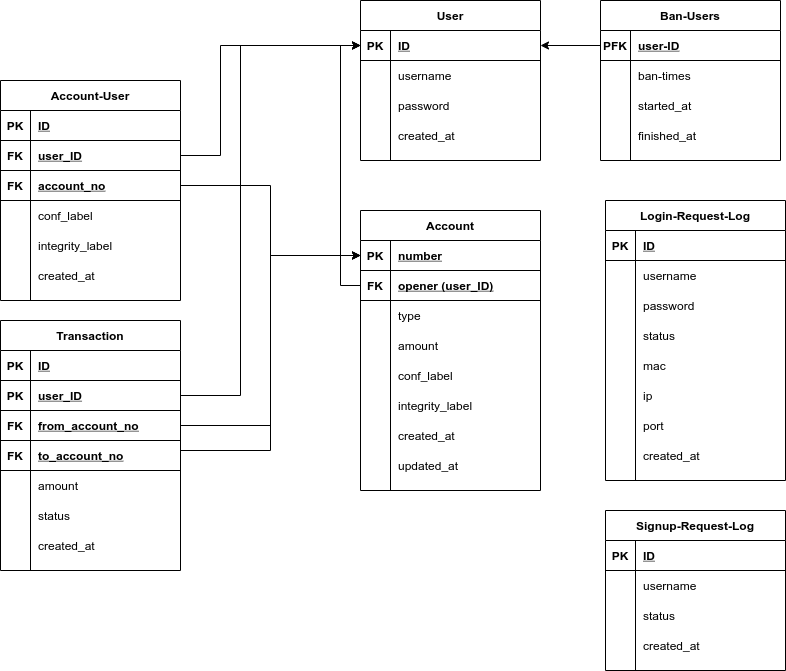 User
PK ID
username
password
created_at
Ban-Users
PFK user-ID
ban-times
started_at
finished_at
Account-User
PK ID
FK user_ID
FK account_no
conf_label
integrity_label
created_at
Account
PK number
FK opener (user_ID)
type
amount
conf_label
integrity_label
created_at
updated_at
Login-Request-Log
PK ID
username
password
status
mac
ip
port
created_at
Transaction
PK ID
PK user_ID
FK from_account_no
FK to_account_no
amount
status
created_at
Signup-Request-Log
PK ID
username
status
created_at